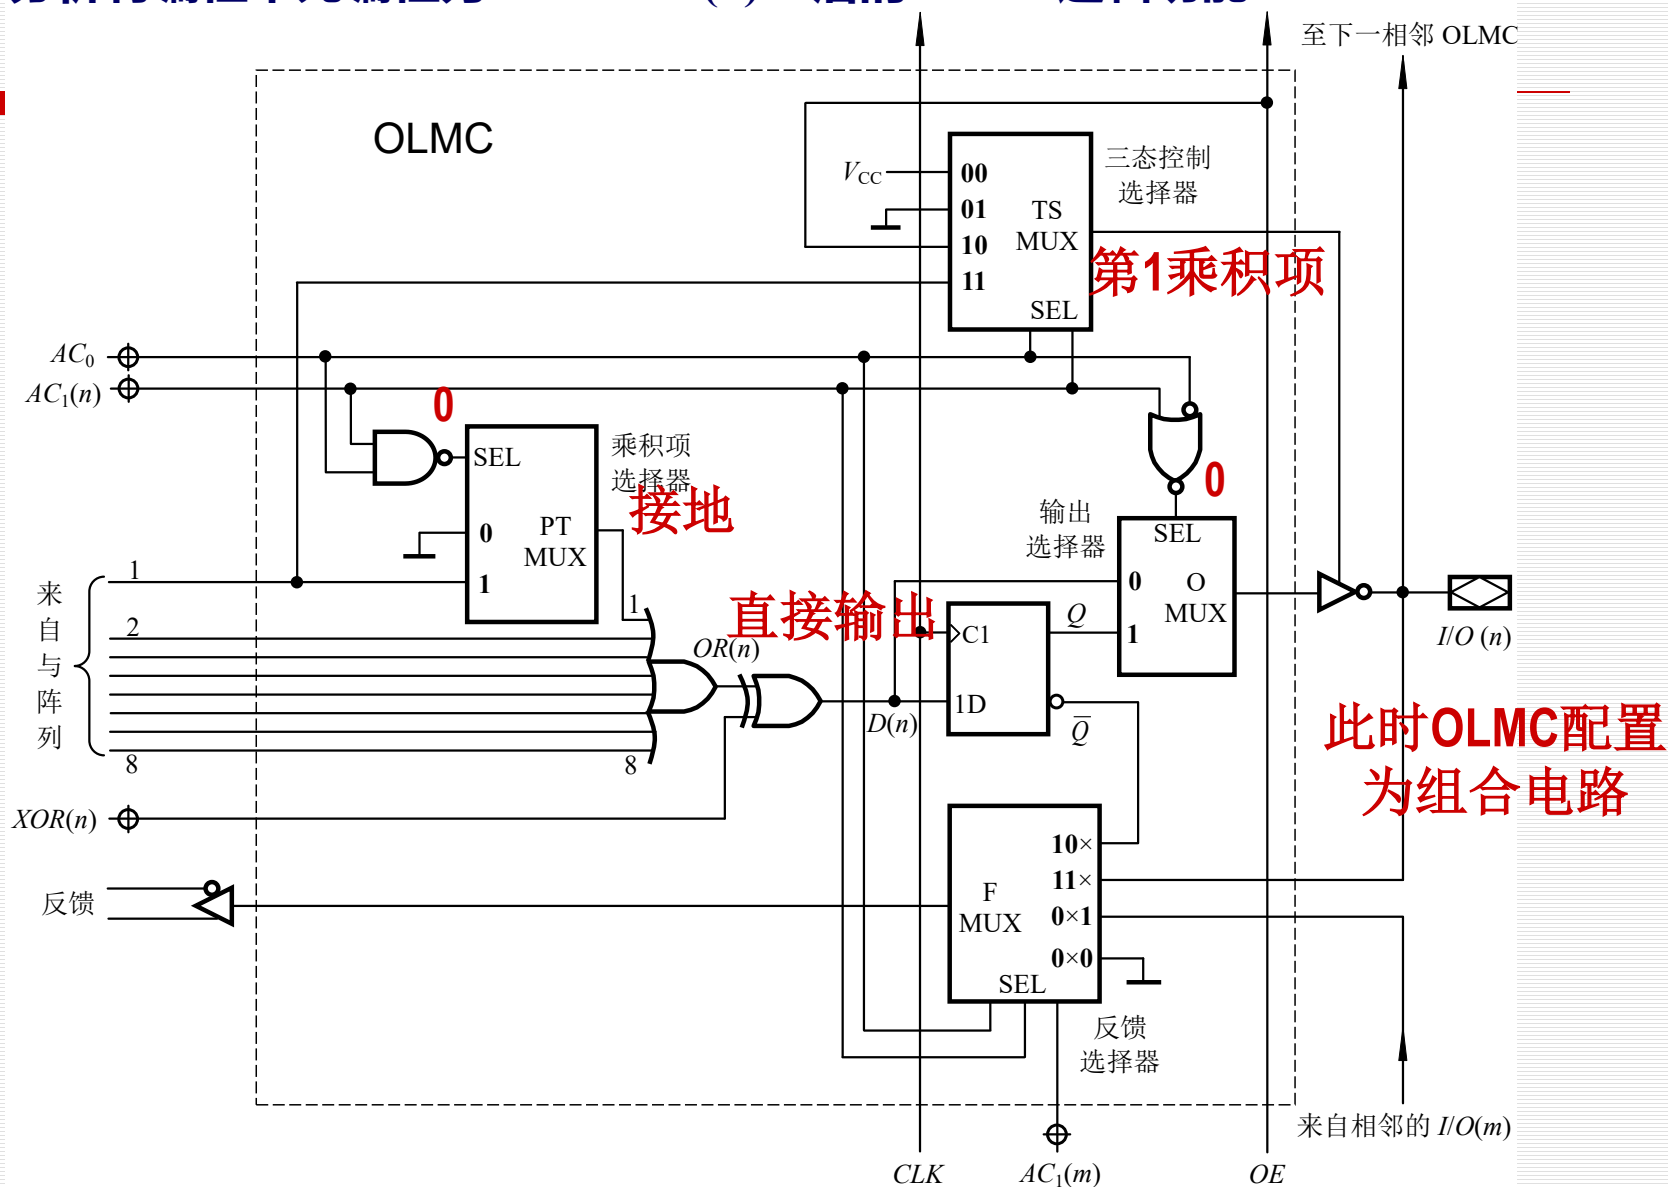 至下一相邻 OLMC
OLMC
VCC
00
01
10
11
TS
MUX
SEL
三态控制
选择器
第1乘积项
AC0
AC1(n)
0
SEL
0
1
PT
MUX
乘积项
选择器
接地
0
输出
选择器
SEL
0
1
O
MUX
来自与阵列
1
2
8
1
8
OR(n)
直接输出
D(n)
C1
1D
Q
Q̅
I/O (n)
此时OLMC配置
为组合电路
XOR(n)
反馈
F
MUX
10×
11×
0×1
0×0
SEL
反馈
选择器
来自相邻的 I/O(m)
CLK
AC1(m)
OE